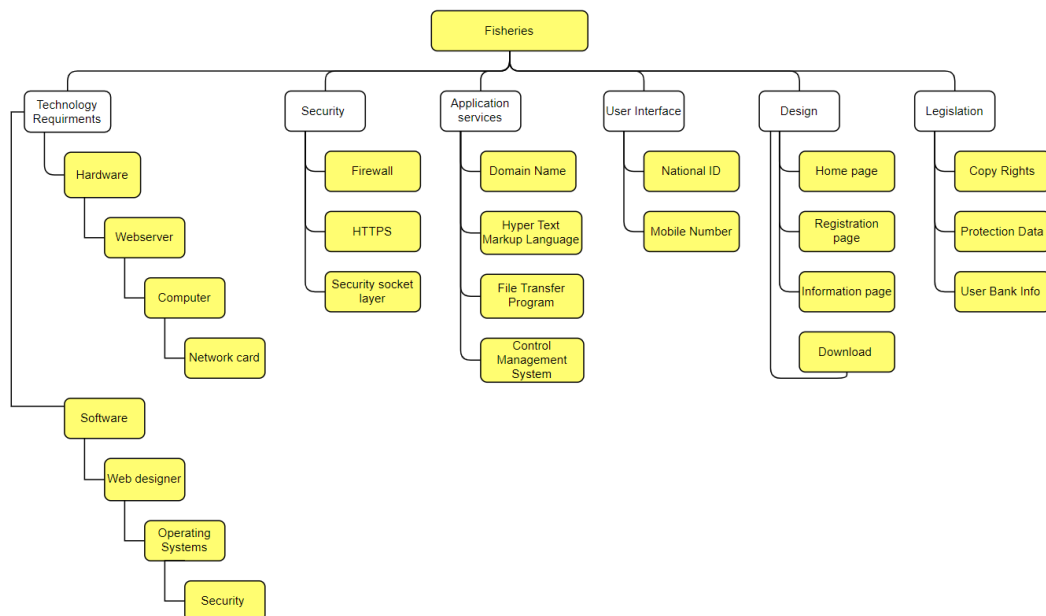 Fisheries
Technology
Requirments
Security
Application
services
User Interface
Design
Legislation
Hardware
Webserver
Computer
Network card
Software
Web designer
Operating
Systems
Security
Firewall
HTTPS
Security socket
layer
Domain Name
Hyper Text
Markup Language
File Transfer
Program
Control
Management
System
National ID
Mobile Number
Home page
Registration
page
Information page
Download
Copy Rights
Protection Data
User Bank Info